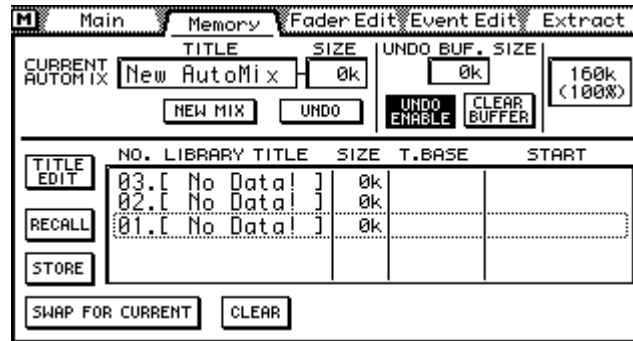 M Main Memory Fader Edit Event Edit Extract
TITLE SIZE UNDO BUF. SIZE
CURRENT AUTOMIX New AutoMix 0k 0k 160k (100%)
NEW MIX UNDO UNDO ENABLE CLEAR BUFFER
NO. LIBRARY TITLE SIZE T.BASE START
TITLE EDIT
03.[ No Data! ] 0k
02.[ No Data! ] 0k
RECALL 01.[ No Data! ] 0k
STORE
SWAP FOR CURRENT CLEAR